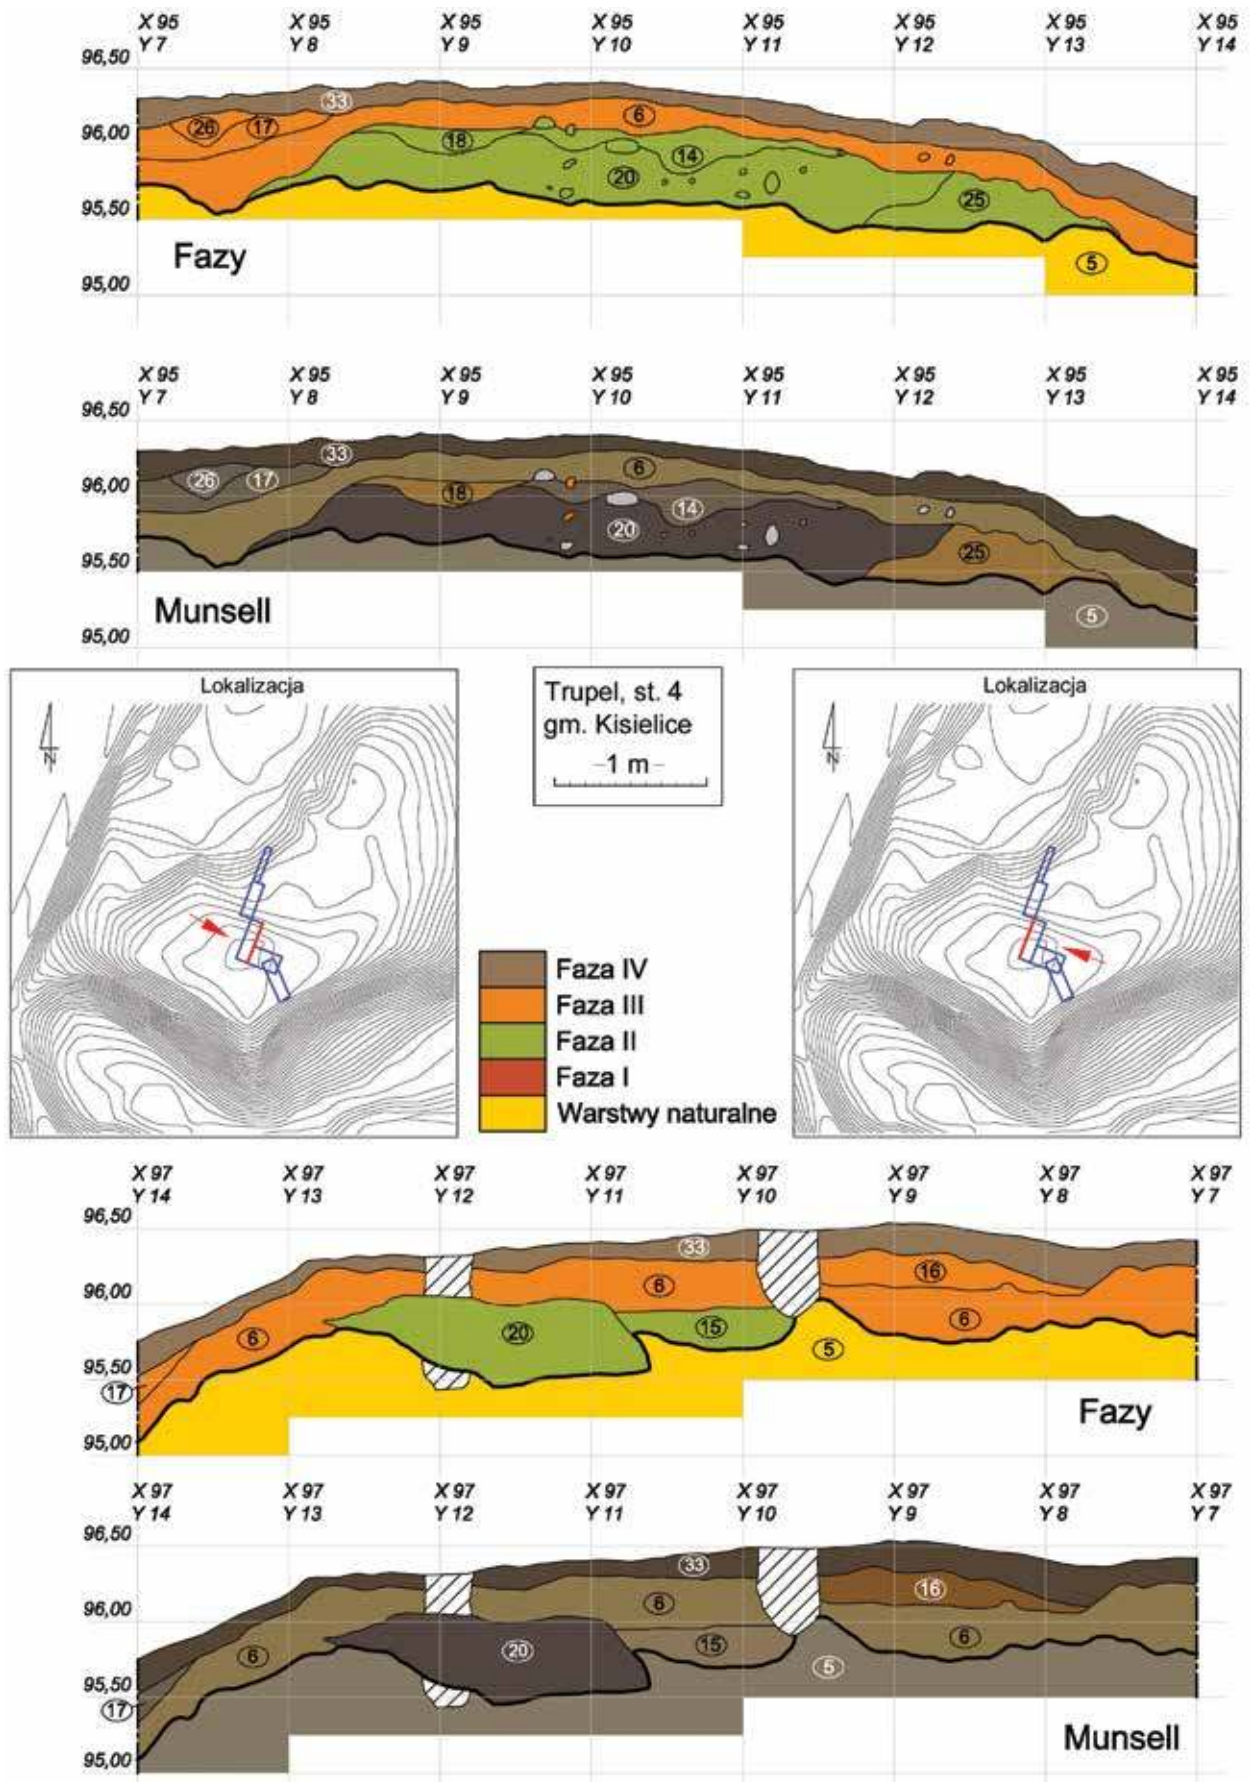 X 95 X 95 X 95 X 95 X 95 X 95 X 95 X 95
Y 7 Y 8 Y 9 Y 10 Y 11 Y 12 Y 13 Y 14
96,50
33
26 17 6
96,00
18 14
20
25
95,50
Fazy
5
95,00
X 95 X 95 X 95 X 95 X 95 X 95 X 95 X 95
Y 7 Y 8 Y 9 Y 10 Y 11 Y 12 Y 13 Y 14
96,50
33
26 17 6
96,00
18 14
20
25
95,50
Munsell
5
95,00
Lokalizacja
N
Trupel, st. 4
gm. Kisielice
1 m
Lokalizacja
N
Faza IV
Faza III
Faza II
Faza I
Warstwy naturalne
X 97 X 97 X 97 X 97 X 97 X 97 X 97 X 97
Y 14 Y 13 Y 12 Y 11 Y 10 Y 9 Y 8 Y 7
96,50
33
16
6
96,00
6 20 15 6
5
95,50
17
Fazy
95,00
X 97 X 97 X 97 X 97 X 97 X 97 X 97 X 97
Y 14 Y 13 Y 12 Y 11 Y 10 Y 9 Y 8 Y 7
96,50
33
16
6
96,00
6 20 15 6
5
95,50
17
Munsell
95,00